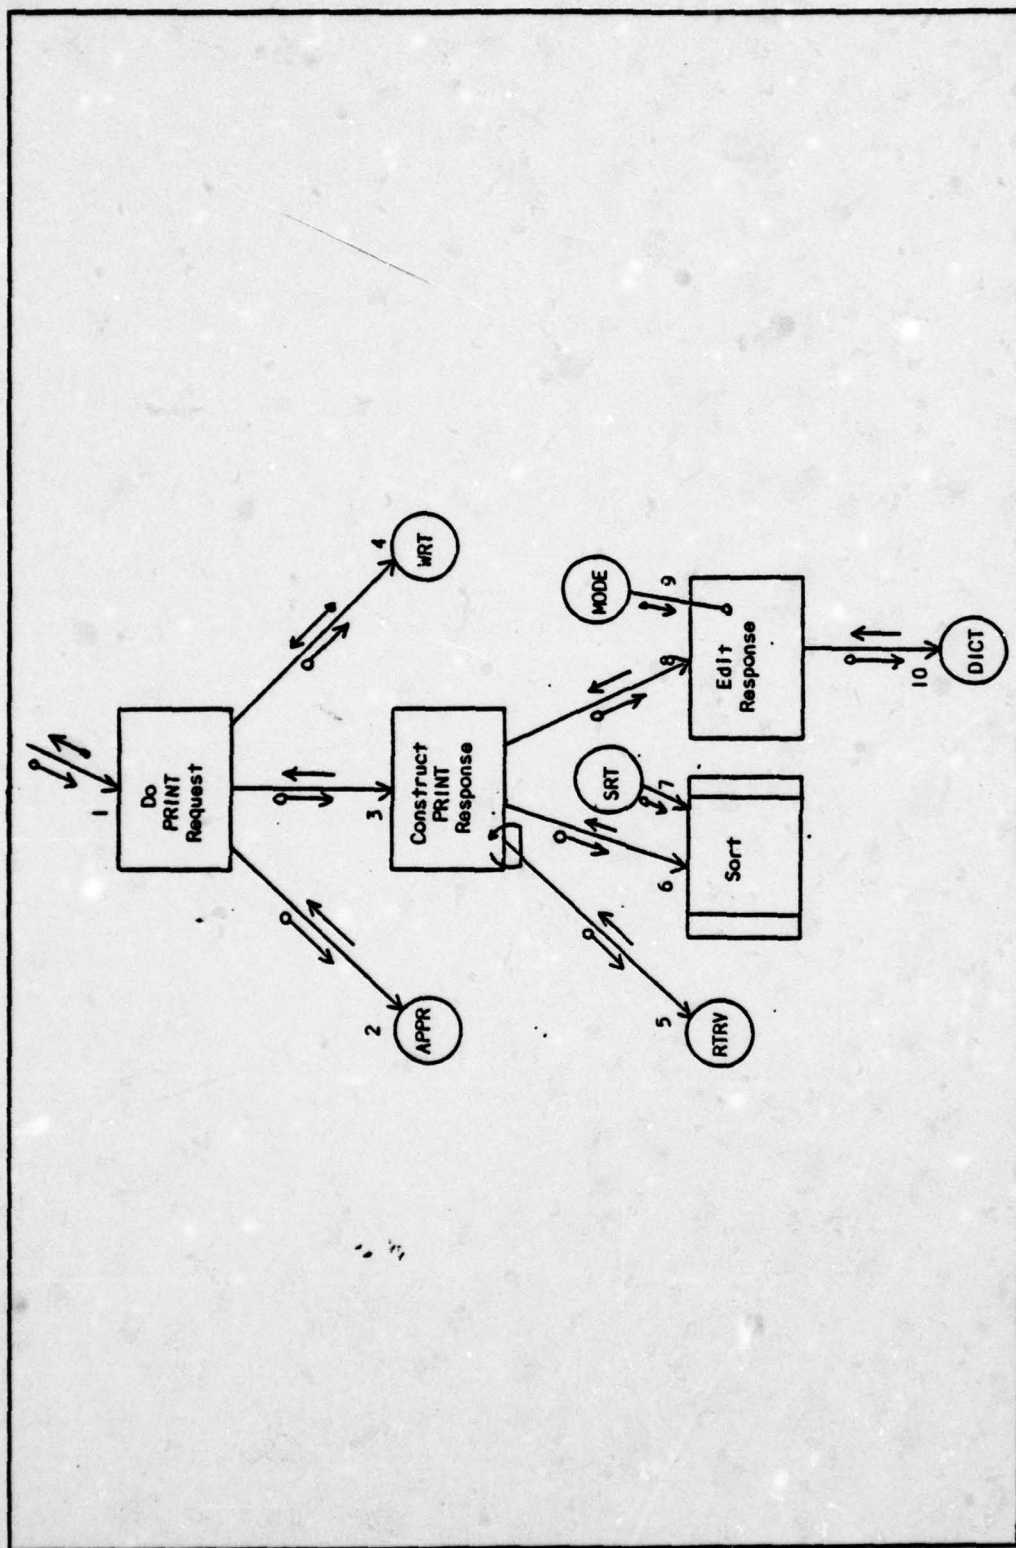 1
Do
PRINT
Request
2
APPR
3
Construct
PRINT
Response
4
WRT
5
RTRV
6
Sort
7
SRT
8
Edit
Response
9
MODE
10
DICT